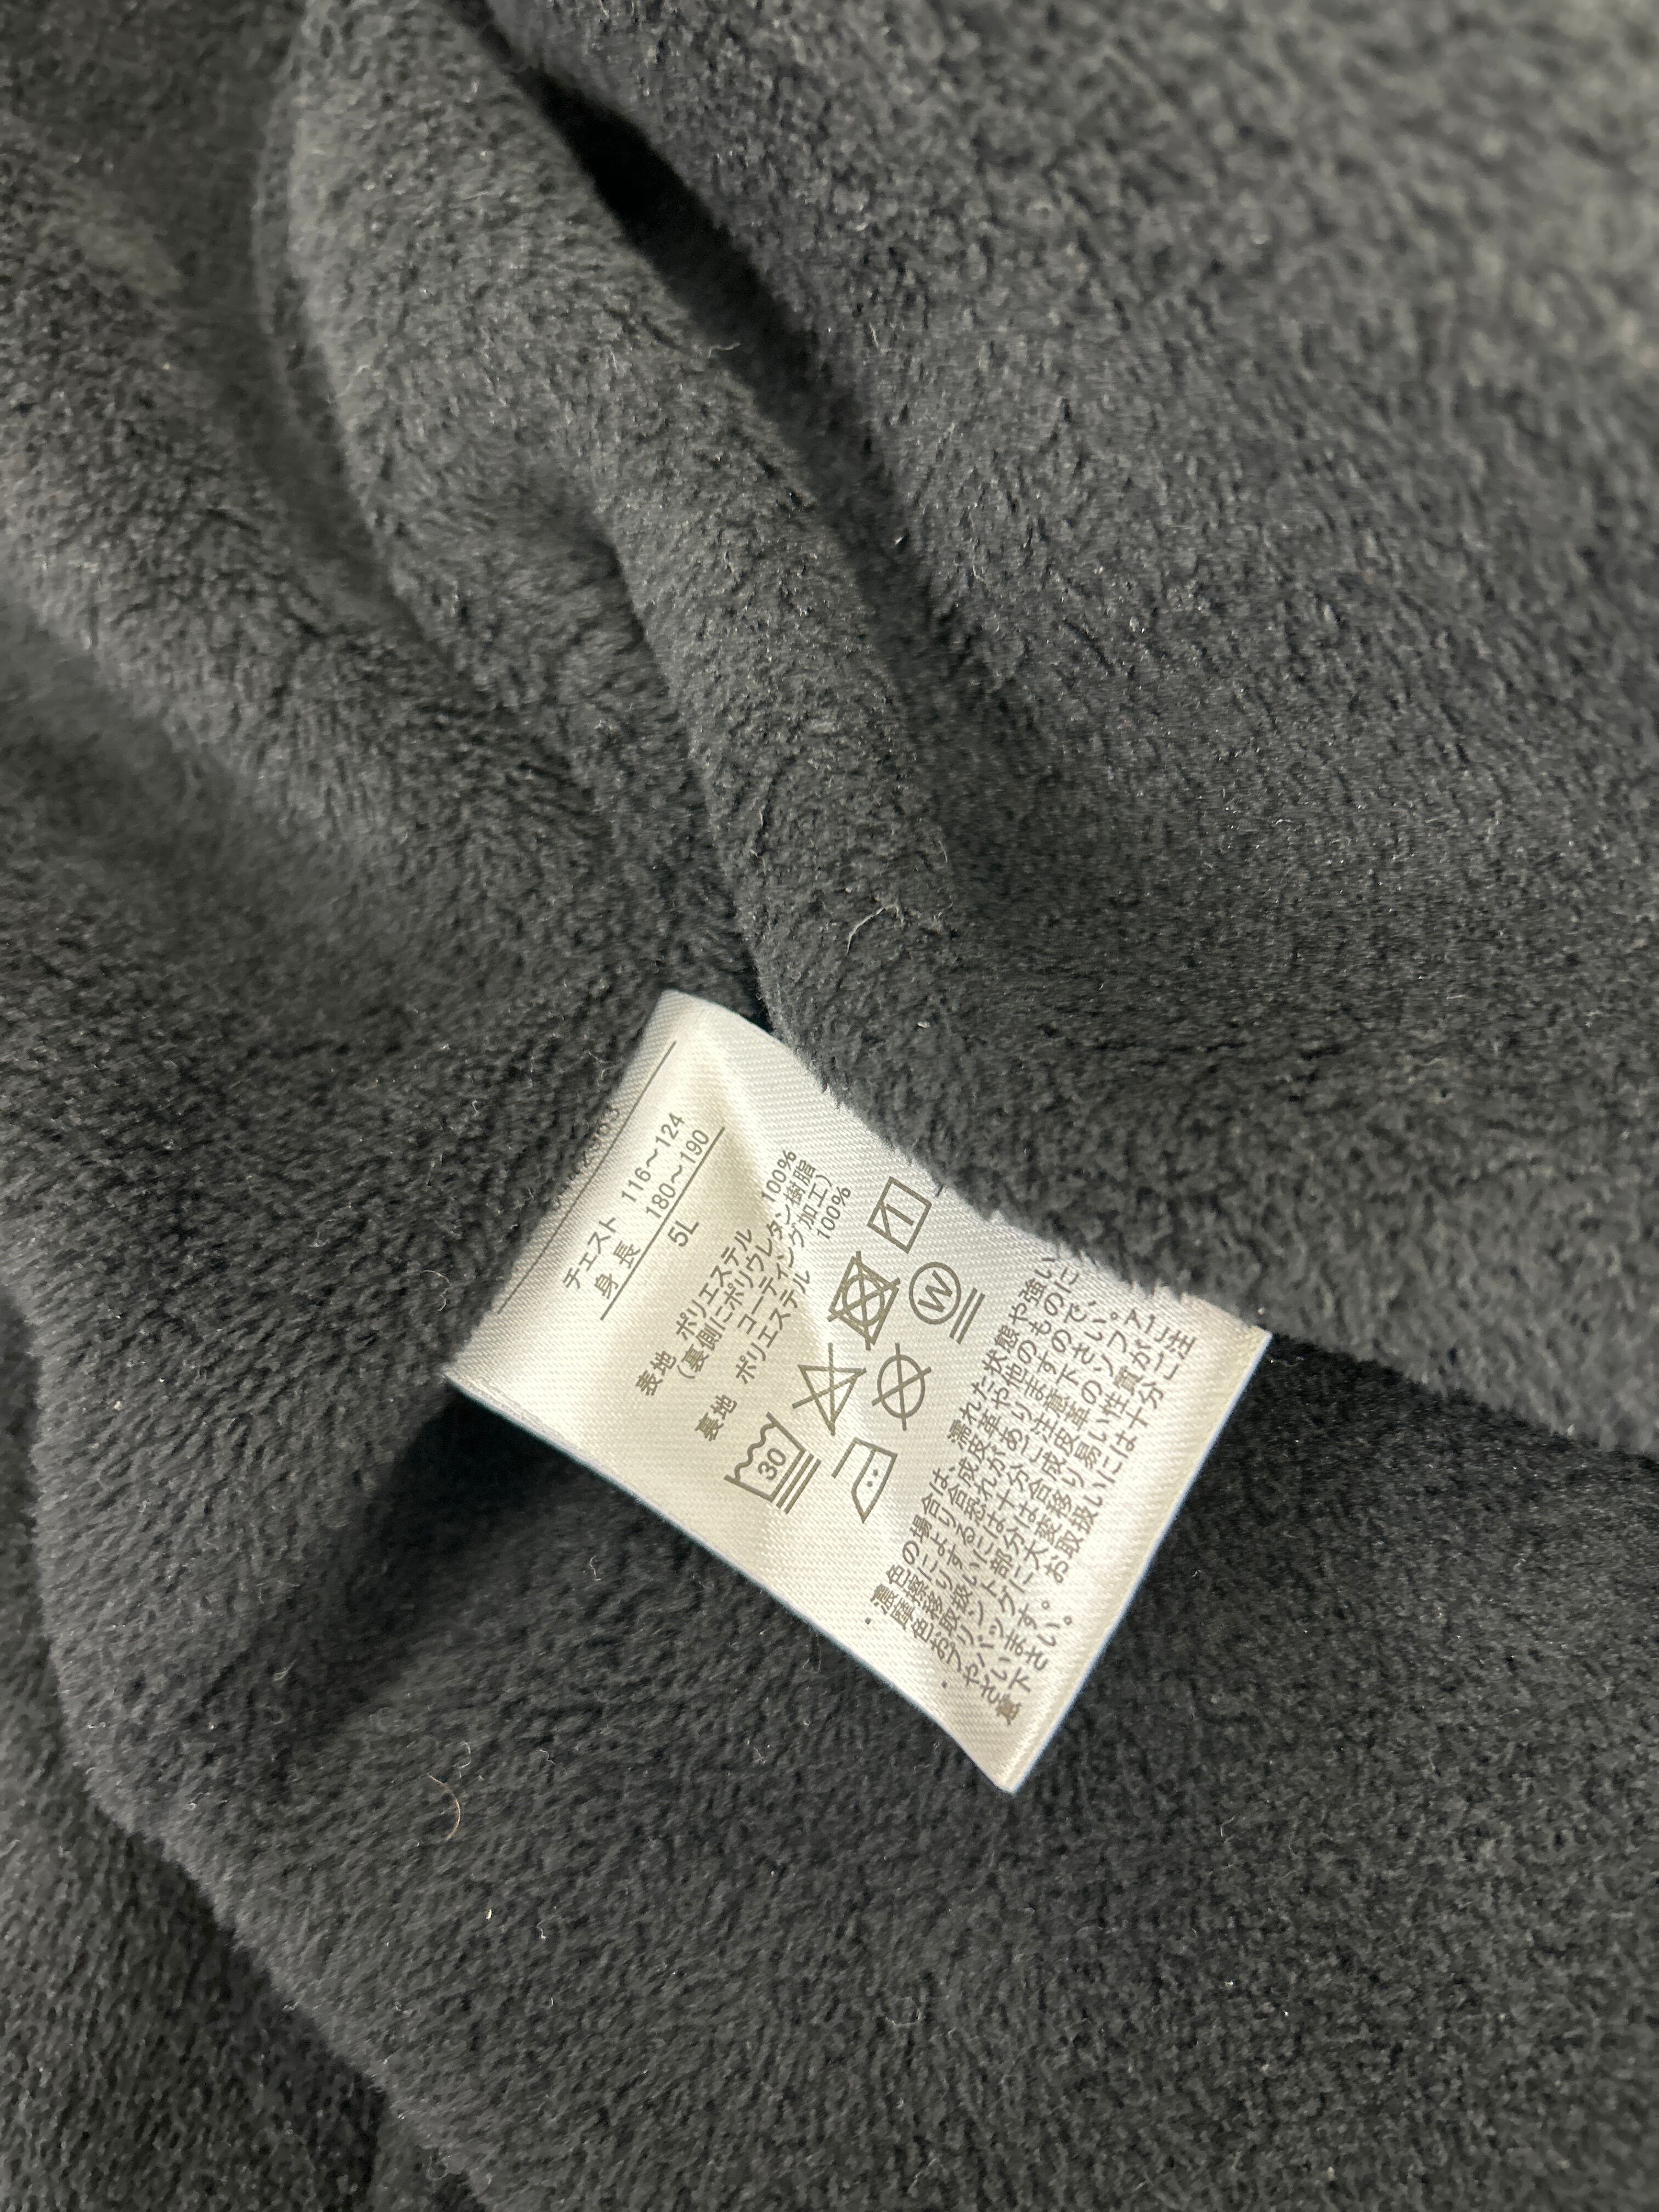 チェスト 116～124
身長 180～190
5L
表地 ポリエステル 100%
(裏側にポリウレタン樹脂
コーティング加工)
裏地 ポリエステル 100%
30
W
・濃色の場合は、濡れた状態や強い
摩擦により合成皮革や他のものに
色移りする恐れがありますので、
お取扱いには十分ご注意下さい。
・プリント部分は合成皮革のソファー
やバッグに大変移り易い性質がご
ざいます。お取扱いには十分ご注
意下さい。